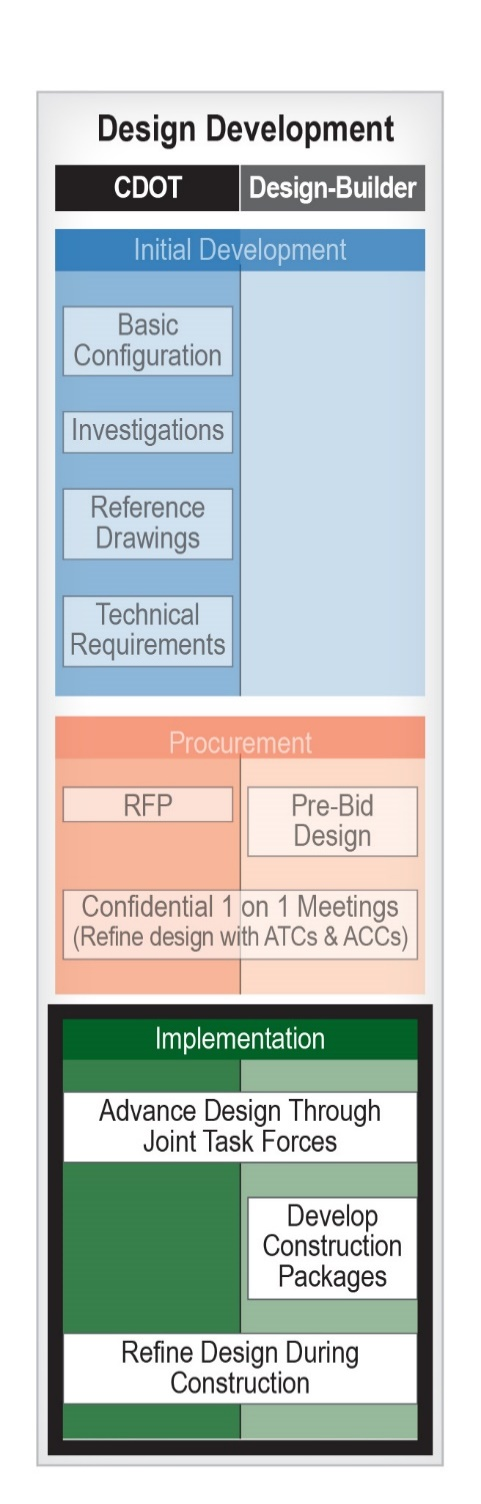 Design Development
CDOT
Design-Builder
Initial Development
Basic
Configuration
Investigations
Reference
Drawings
Technical
Requirements
Procurement
RFP
Pre-Bid
Design
Confidential 1 on 1 Meetings
(Refine design with ATCs & ACCs)
Implementation
Advance Design Through
Joint Task Forces
Develop
Construction
Packages
Refine Design During
Construction